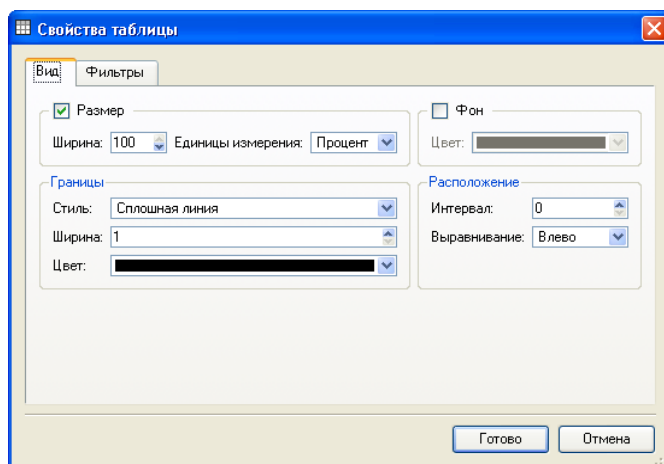 Свойства таблицы
Вид Фильтры
Размер
Ширина: 100 Единицы измерения: Процент
Фон
Цвет:
Границы
Стиль: Сплошная линия
Ширина: 1
Цвет:
Расположение
Интервал: 0
Выравнивание: Влево
Готово Отмена